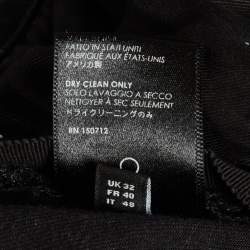 FATTO IN STATI UNITI
FABRIQUÉ AUX ÉTATS-UNIS
アメリカ製
DRY CLEAN ONLY
SOLO LAVAGGIO A SECCO
NETTOYER À SEC SEULEMENT
ドライクリーニングのみ
RN 150712
UK 32
FR 40
IT 48